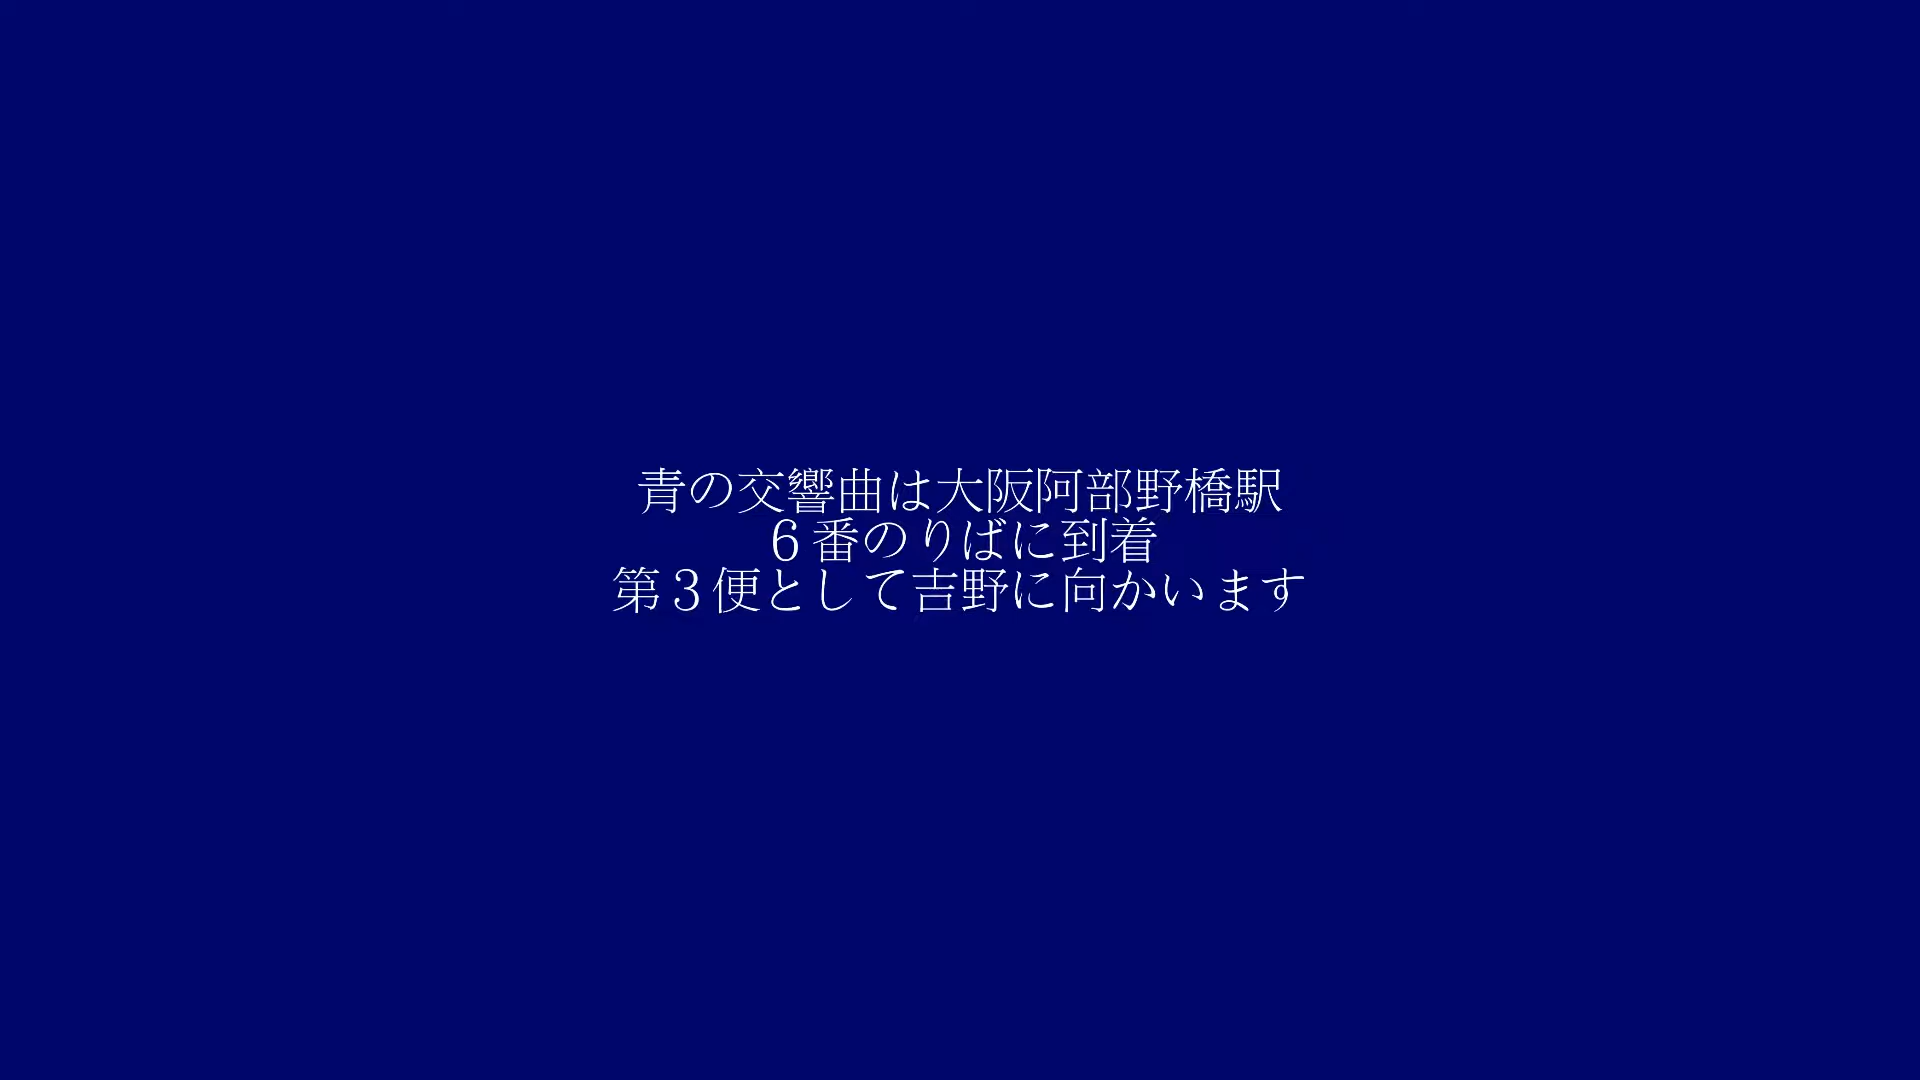 青の交響曲は大阪阿部野橋駅
６番のりばに到着
第３便として吉野に向かいます